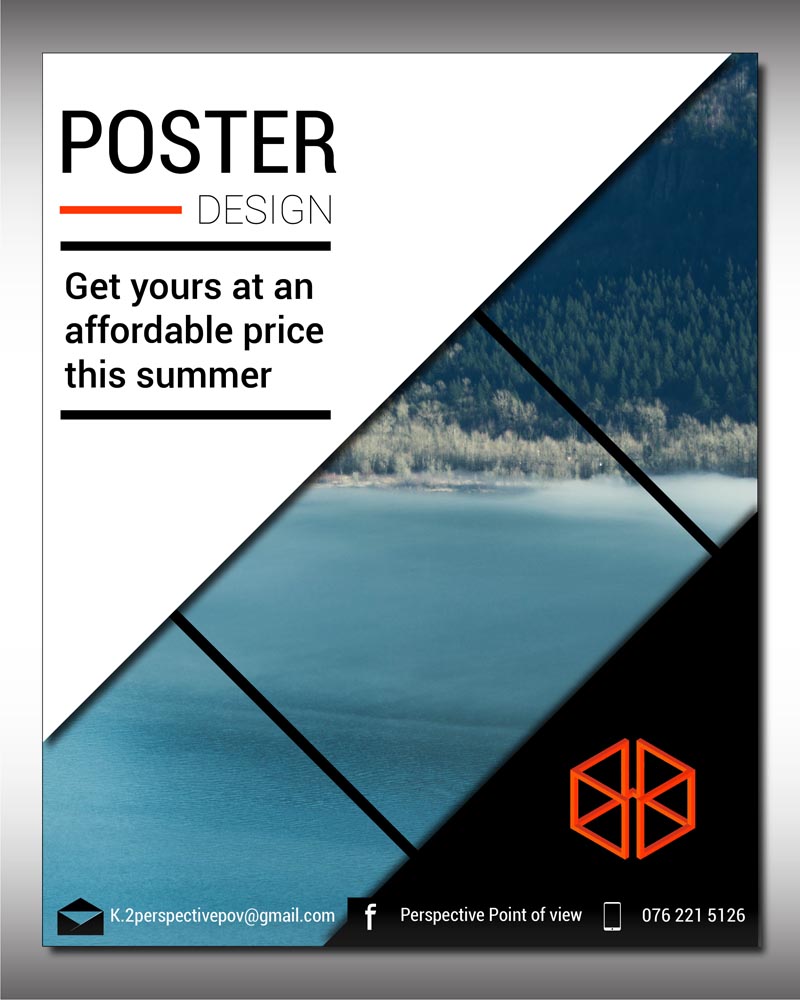 POSTER
DESIGN
Get yours at an
affordable price
this summer
K.2perspectivepov@gmail.com
f
Perspective Point of view
076 221 5126